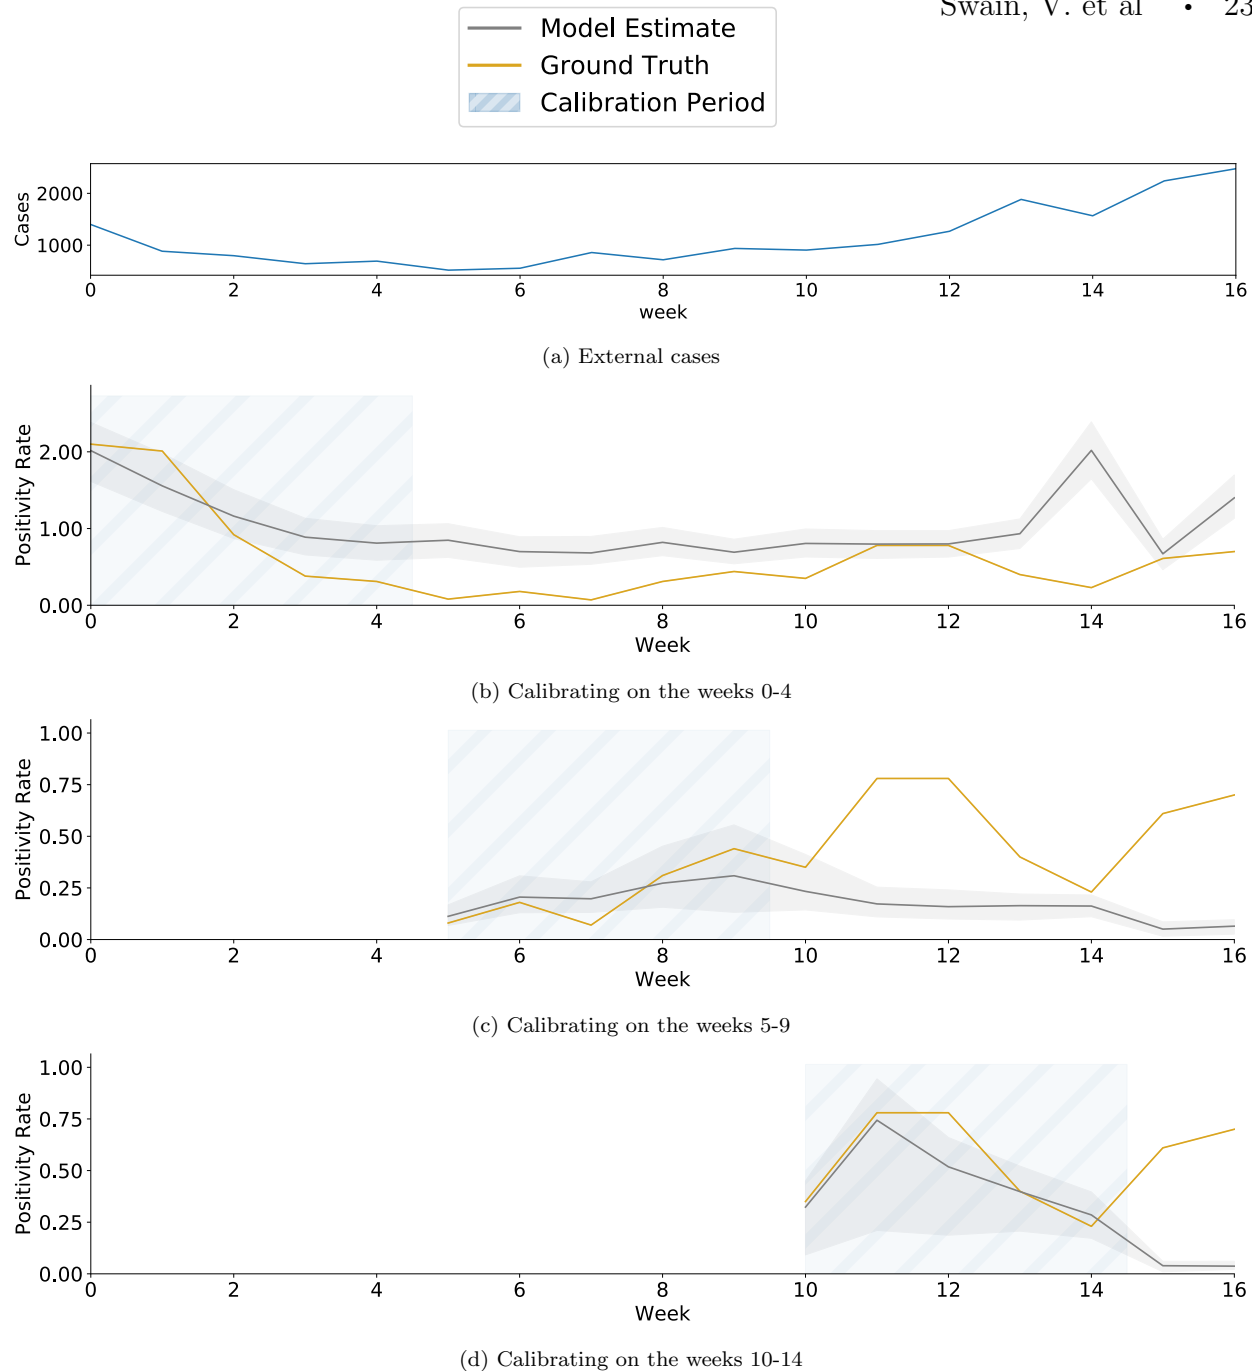 Swain, V. et al • 23
Model Estimate
Ground Truth
Calibration Period
Cases
2000
1000
0 2 4 6 8 10 12 14 16
week
(a) External cases
Positivity Rate
2.00
1.00
0.00
0 2 4 6 8 10 12 14 16
Week
(b) Calibrating on the weeks 0-4
Positivity Rate
1.00
0.75
0.50
0.25
0.00
0 2 4 6 8 10 12 14 16
Week
(c) Calibrating on the weeks 5-9
Positivity Rate
1.00
0.75
0.50
0.25
0.00
0 2 4 6 8 10 12 14 16
Week
(d) Calibrating on the weeks 10-14